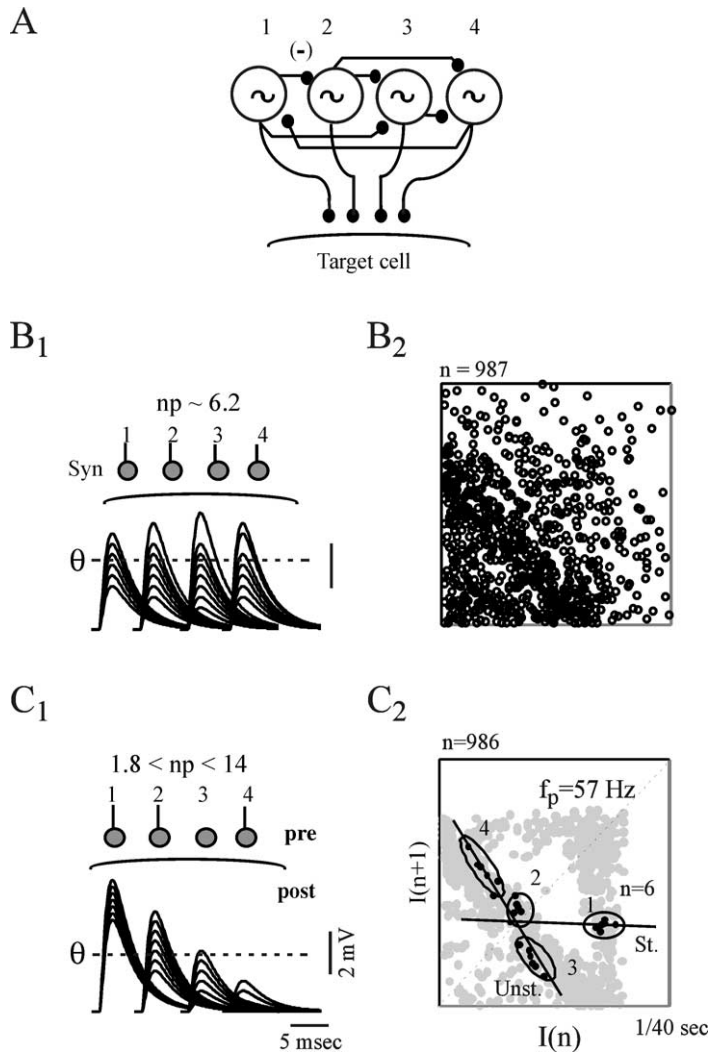 A
1 2 3 4
(-)
Target cell
B1
np ~ 6.2
1 2 3 4
Syn
θ
B2
n = 987
C1
1.8 < np < 14
1 2 3 4
pre
post
θ
2 mV
5 msec
C2
n=986
fp=57 Hz
4
2
n=6
1
St.
3
Unst.
I(n+1)
I(n)
1/40 sec